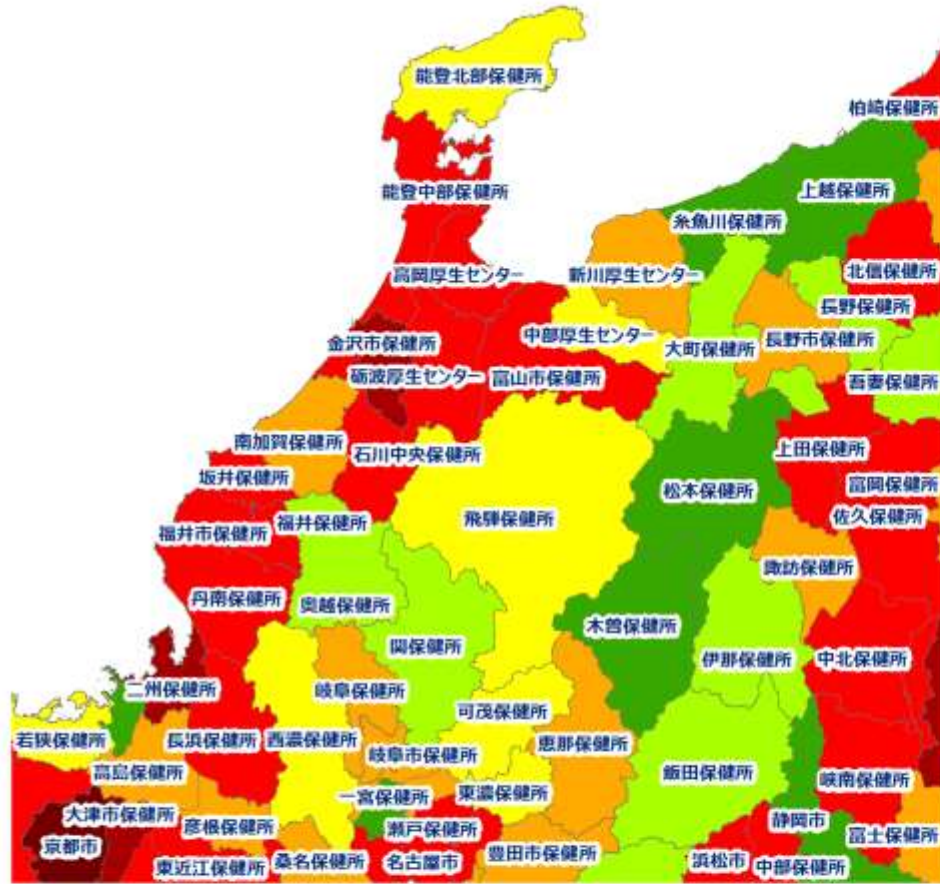 能登北部保健所
柏崎保健所
能登中部保健所
上越保健所
糸魚川保健所
高岡厚生センター
新川厚生センター
北信保健所
長野保健所
金沢市保健所
中部厚生センター
大町保健所
長野市保健所
砺波厚生センター
富山市保健所
吾妻保健所
南加賀保健所
石川中央保健所
上田保健所
坂井保健所
松本保健所
富岡保健所
福井市保健所
福井保健所
飛騨保健所
佐久保健所
諏訪保健所
丹南保健所
奥越保健所
関保健所
木曽保健所
伊那保健所
中北保健所
二州保健所
岐阜保健所
可茂保健所
若狭保健所
長浜保健所
西濃保健所
岐阜市保健所
恵那保健所
高島保健所
飯田保健所
峡南保健所
一宮保健所
東濃保健所
大津市保健所
彦根保健所
瀬戸保健所
静岡市
富士保健所
京都市
東近江保健所
桑名保健所
名古屋市
豊田市保健所
浜松市
中部保健所